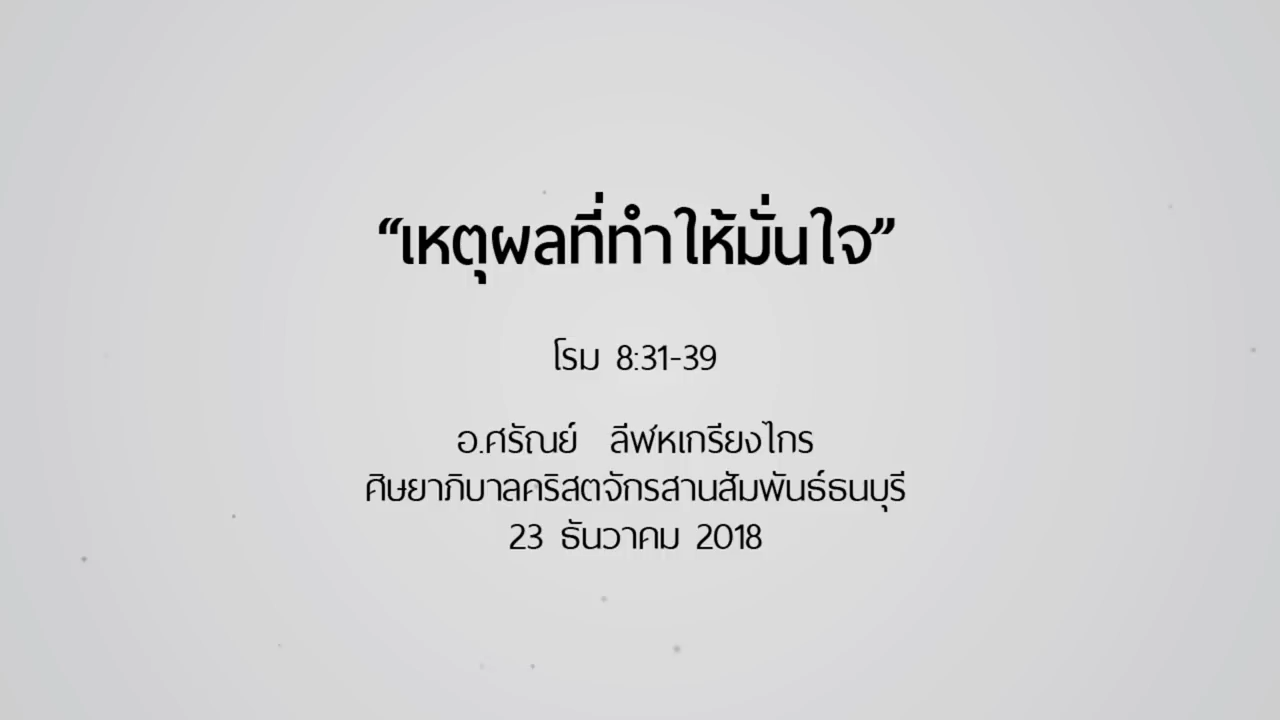 “เหตุผลที่ทำให้มั่นใจ”
โรม 8:31-39
อ.ศรัณย์ ลีฬหเกรียงไกร
ศิษยาภิบาลคริสตจักรสานสัมพันธ์ธนบุรี
23 ธันวาคม 2018